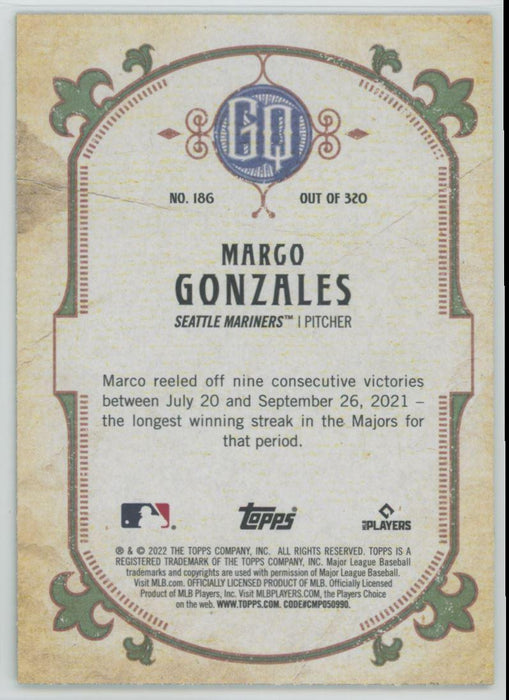 GQ
NO. 186 OUT OF 320
MARCO
GONZALES
SEATTLE MARINERS™ | PITCHER
Marco reeled off nine consecutive victories
between July 20 and September 26, 2021 –
the longest winning streak in the Majors for
that period.
topps
MLB PLAYERS
® & © 2022 THE TOPPS COMPANY, INC. ALL RIGHTS RESERVED. TOPPS IS A
REGISTERED TRADEMARK OF THE TOPPS COMPANY, INC. Major League Baseball
trademarks and copyrights are used with permission of Major League Baseball.
Visit MLB.com. OFFICIALLY LICENSED PRODUCT OF MLB. Officially Licensed
Product of MLB Players, Inc. Visit MLBPLAYERS.COM, the Players Choice
on the web. WWW.TOPPS.COM. CODE#CMP050990.